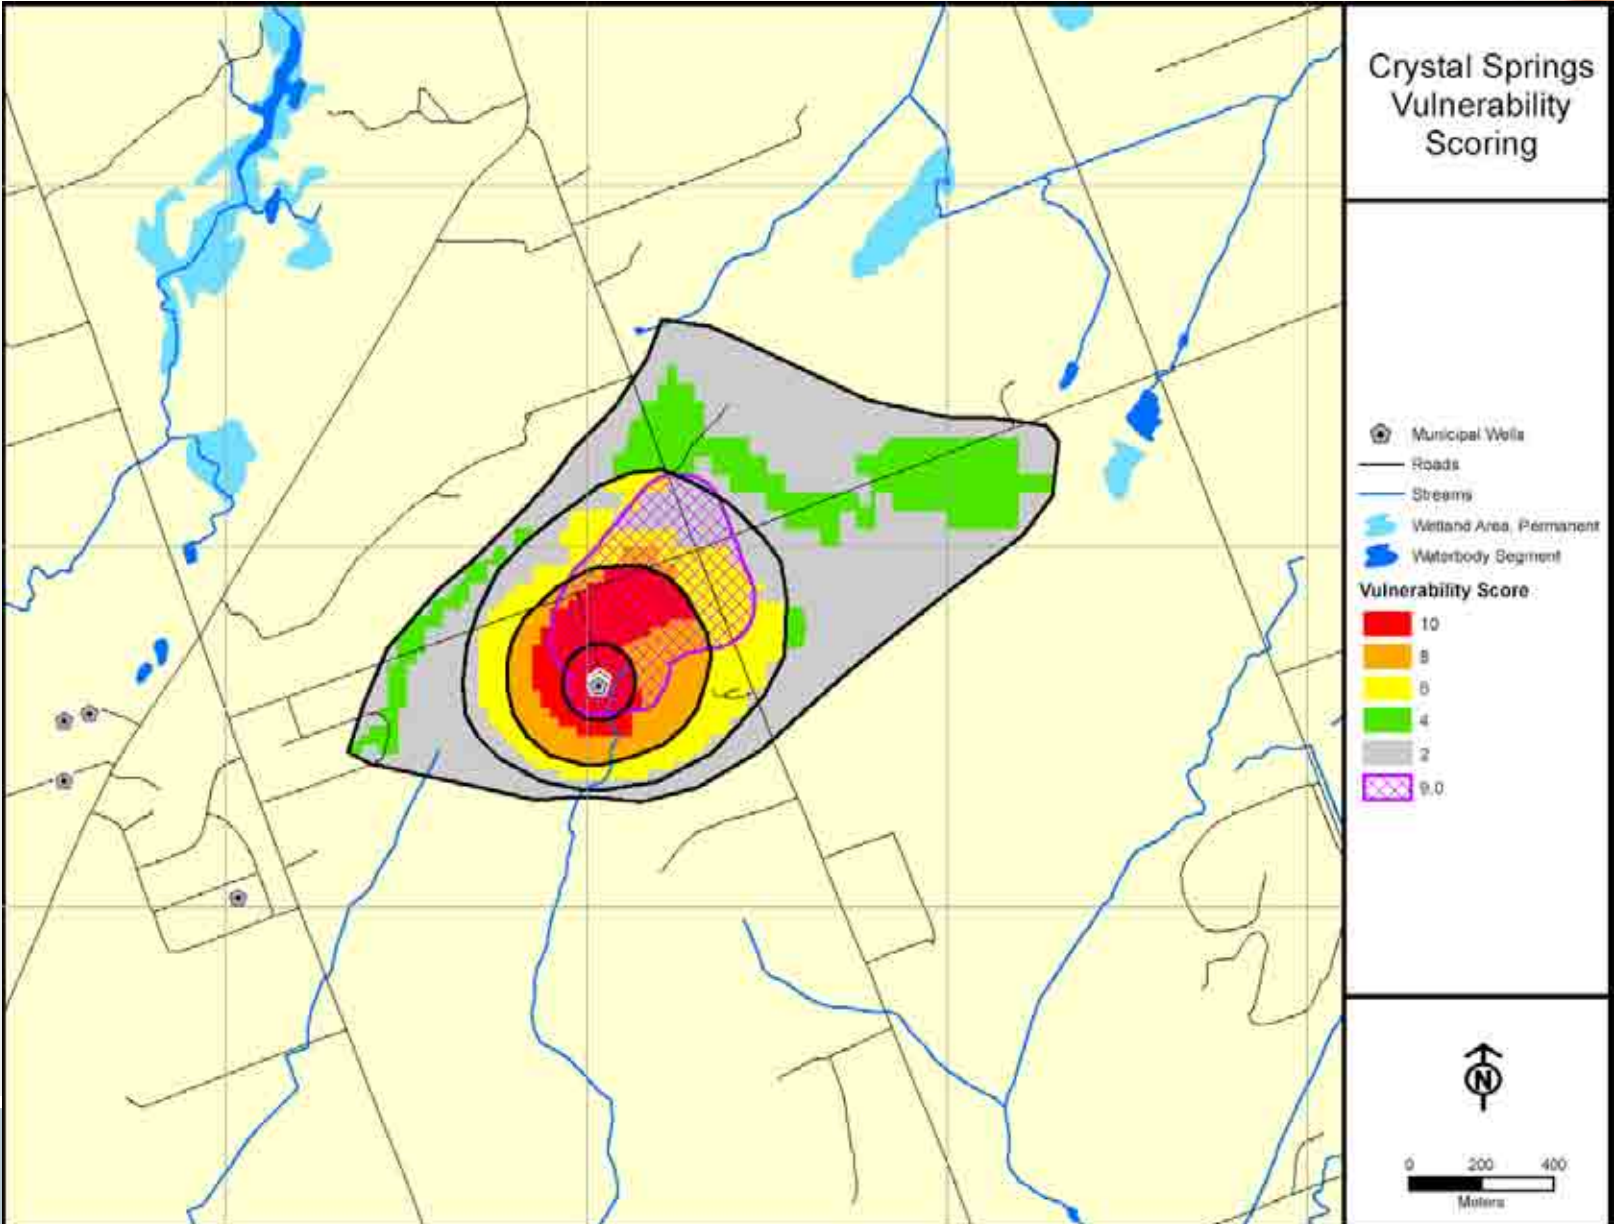 Crystal Springs
Vulnerability
Scoring
Municipal Wells
Roads
Streams
Wetland Area, Permanent
Waterbody Segment
Vulnerability Score
10
8
6
4
2
9.0
N
0 200 400
Meters